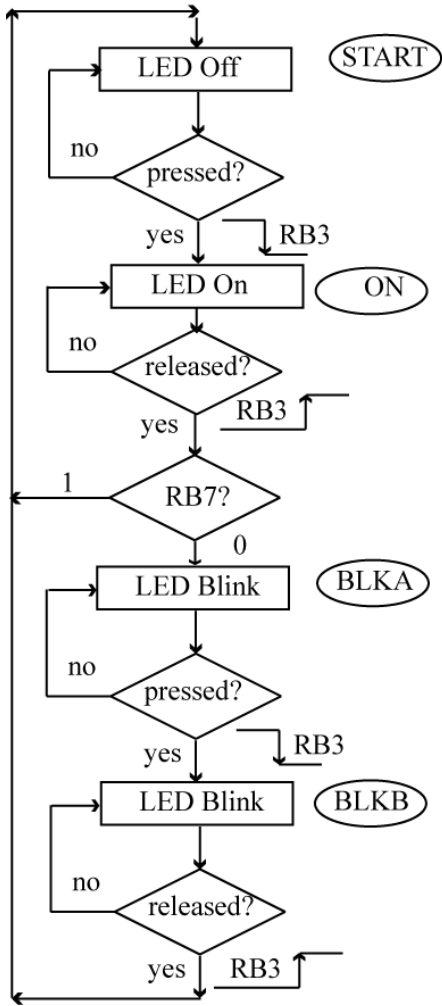 LED Off
START
no
pressed?
yes
RB3
LED On
ON
no
released?
yes
RB3
1
RB7?
0
LED Blink
BLKA
no
pressed?
yes
RB3
LED Blink
BLKB
no
released?
yes
RB3